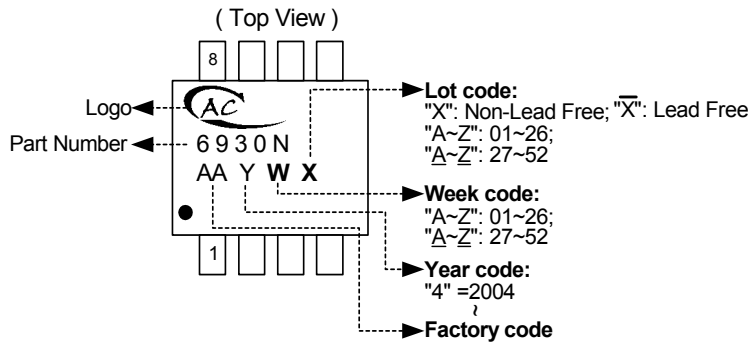 ( Top View )
8
Logo
AC
Part Number
6930N
AA Y W X
1
Lot code:
"X": Non-Lead Free; "X̅": Lead Free
"A~Z": 01~26;
"A̲~Z̲": 27~52
Week code:
"A~Z": 01~26;
"A̲~Z̲": 27~52
Year code:
"4" =2004
~
Factory code